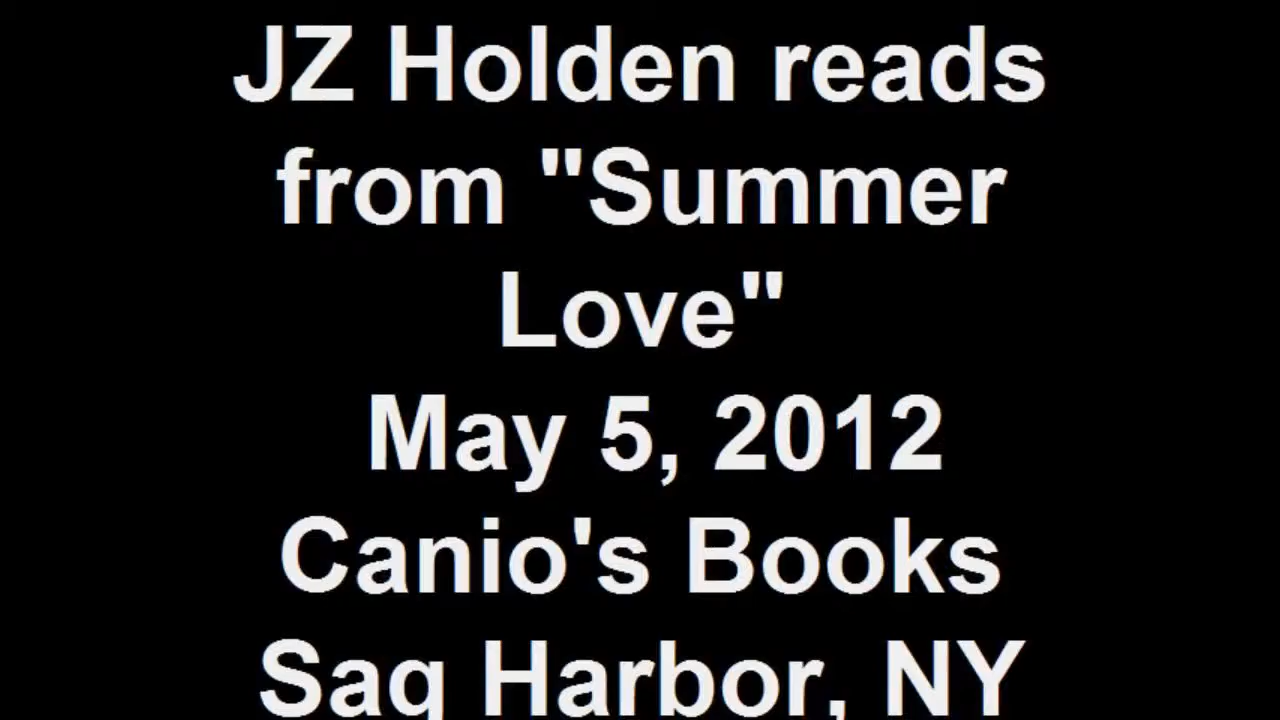 JZ Holden reads
from "Summer
Love"
May 5, 2012
Canio's Books
Sag Harbor, NY